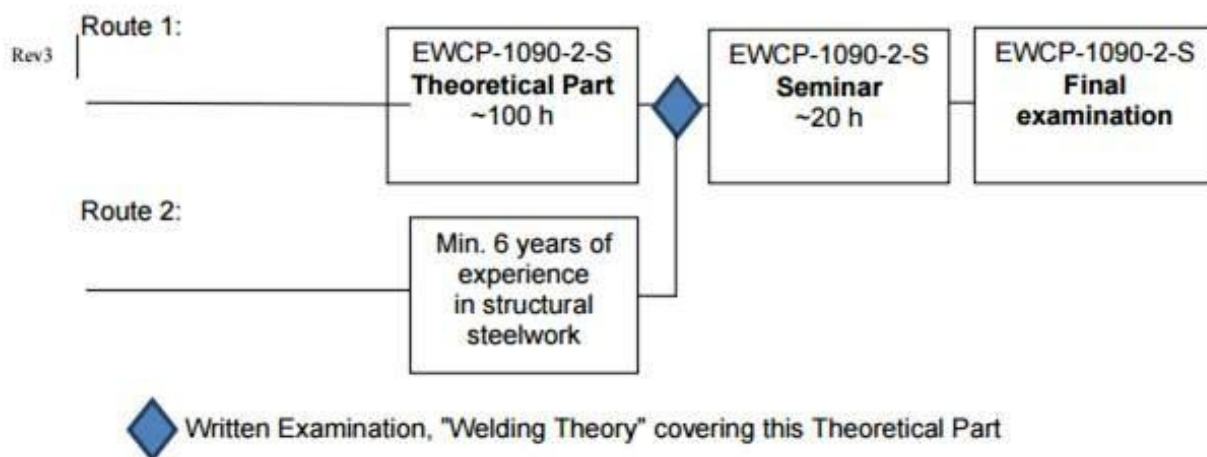 Route 1:
Rev3
EWCP-1090-2-S
Theoretical Part
~100 h
EWCP-1090-2-S
Seminar
~20 h
EWCP-1090-2-S
Final
examination
Route 2:
Min. 6 years of
experience
in structural
steelwork
Written Examination, "Welding Theory" covering this Theoretical Part